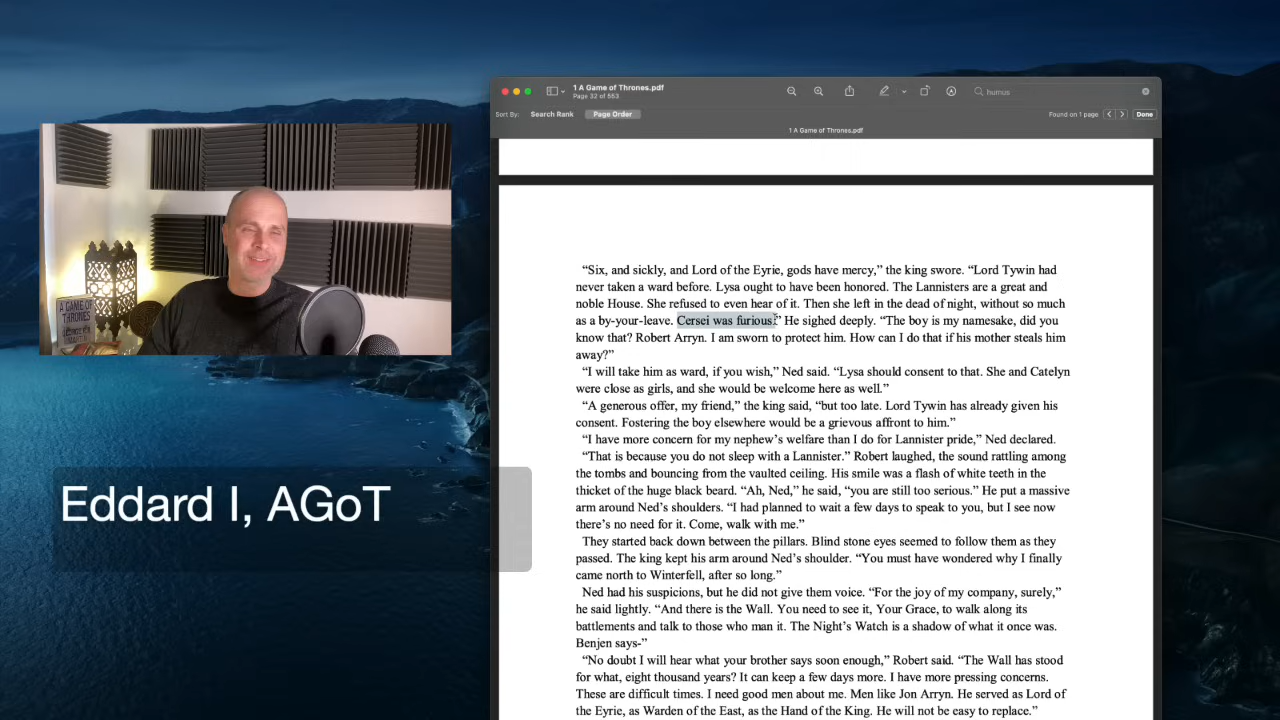 1 A Game of Thrones.pdf
Page 32 of 553
humus
Sort By: Search Rank Page Order
Found on 1 page
Done
1 A Game of Thrones.pdf
“Six, and sickly, and Lord of the Eyrie, gods have mercy,” the king swore. “Lord Tywin had
never taken a ward before. Lysa ought to have been honored. The Lannisters are a great and
noble House. She refused to even hear of it. Then she left in the dead of night, without so much
as a by-your-leave. Cersei was furious.” He sighed deeply. “The boy is my namesake, did you
know that? Robert Arryn. I am sworn to protect him. How can I do that if his mother steals him
away?”
“I will take him as ward, if you wish,” Ned said. “Lysa should consent to that. She and Catelyn
were close as girls, and she would be welcome here as well.”
“A generous offer, my friend,” the king said, “but too late. Lord Tywin has already given his
consent. Fostering the boy elsewhere would be a grievous affront to him.”
“I have more concern for my nephew’s welfare than I do for Lannister pride,” Ned declared.
“That is because you do not sleep with a Lannister.” Robert laughed, the sound rattling among
the tombs and bouncing from the vaulted ceiling. His smile was a flash of white teeth in the
thicket of the huge black beard. “Ah, Ned,” he said, “you are still too serious.” He put a massive
arm around Ned’s shoulders. “I had planned to wait a few days to speak to you, but I see now
there’s no need for it. Come, walk with me.”
They started back down between the pillars. Blind stone eyes seemed to follow them as they
passed. The king kept his arm around Ned’s shoulder. “You must have wondered why I finally
came north to Winterfell, after so long.”
Ned had his suspicions, but he did not give them voice. “For the joy of my company, surely,”
he said lightly. “And there is the Wall. You need to see it, Your Grace, to walk along its
battlements and talk to those who man it. The Night’s Watch is a shadow of what it once was.
Benjen says-”
“No doubt I will hear what your brother says soon enough,” Robert said. “The Wall has stood
for what, eight thousand years? It can keep a few days more. I have more pressing concerns.
These are difficult times. I need good men about me. Men like Jon Arryn. He served as Lord of
the Eyrie, as Warden of the East, as the Hand of the King. He will not be easy to replace.”
A GAME OF
THRONES
Eddard I, AGoT